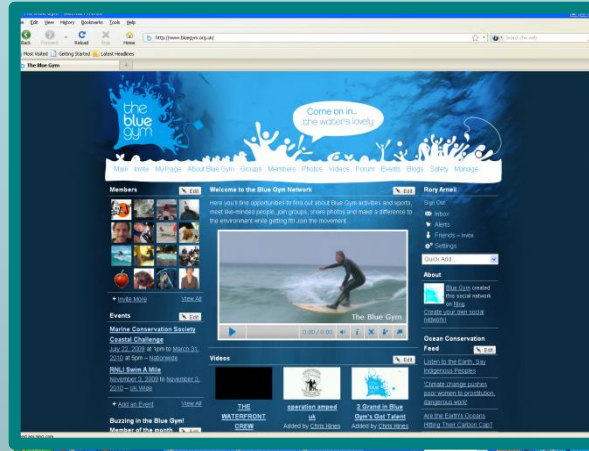 Edit View History Bookmarks Tools Help
Back Forward Reload Stop Home
http://www.bluegym.org.uk/
Search the web
Most Visited Getting Started Latest Headlines
The Blue Gym
the
blue
gym
Come on in...
the water's lovely
Main Invite My Page About Blue Gym Groups Members Photos Videos Forum Events Blogs Safety Manage
Members Edit
+ Invite More View All
Events Edit
Marine Conservation Society
Coastal Challenge
July 22, 2009 at 1pm to March 31,
2010 at 5pm – Nationwide
RNLI Swim A Mile
November 3, 2009 to November 3,
2010 – UK Wide
+ Add an Event View All
Buzzing in the Blue Gym!
Member of the month Edit
Welcome to the Blue Gym Network Edit
Here you'll find opportunities to find out about Blue Gym activities and sports,
meet like-minded people, join groups, share photos and make a difference to
the environment while getting fit! Join the movement.
The Blue Gym
0:00 / 0:00
Videos Edit
THE
WATERFRONT
CREW
operation amped
uk
Added by Chris Hines
2 Grand in Blue
Gym's Got Talent
Added by Chris Hines
Rory Arnell
Sign Out
Inbox
Alerts
Friends – Invite
Settings
Quick Add...
About
Blue Gym created
this social network
on Ning
Create your own social
network!
Ocean Conservation
Feed Edit
Listen to the Earth, Say
Indigenous Peoples
'Climate change pushes
poor women to prostitution,
dangerous work'
Are the Earth's Oceans
Hitting Their Carbon Cap?